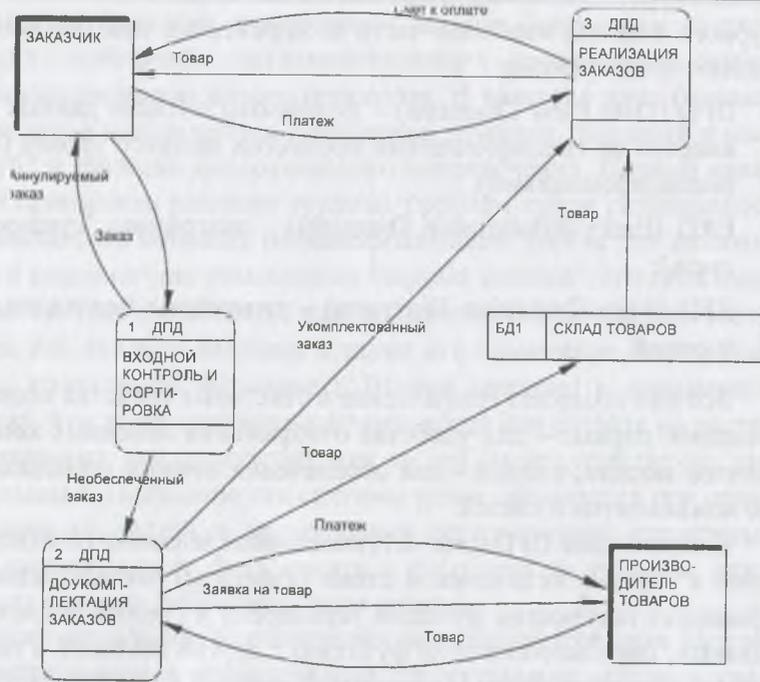 Счет к оплате
3 ДПД
ЗАКАЗЧИК
РЕАЛИЗАЦИЯ
ЗАКАЗОВ
Товар
Платеж
Аннулируемый
заказ
Товар
Заказ
1 ДПД
Укомплектованный
заказ
БД1 СКЛАД ТОВАРОВ
ВХОДНОЙ
КОНТРОЛЬ И
СОРТИ-
РОВКА
Товар
Необеспеченный
заказ
Платеж
2 ДПД
ДОУКОМП-
ЛЕКТАЦИЯ
ЗАКАЗОВ
Заявка на товар
ПРОИЗВО-
ДИТЕЛЬ
ТОВАРОВ
Товар